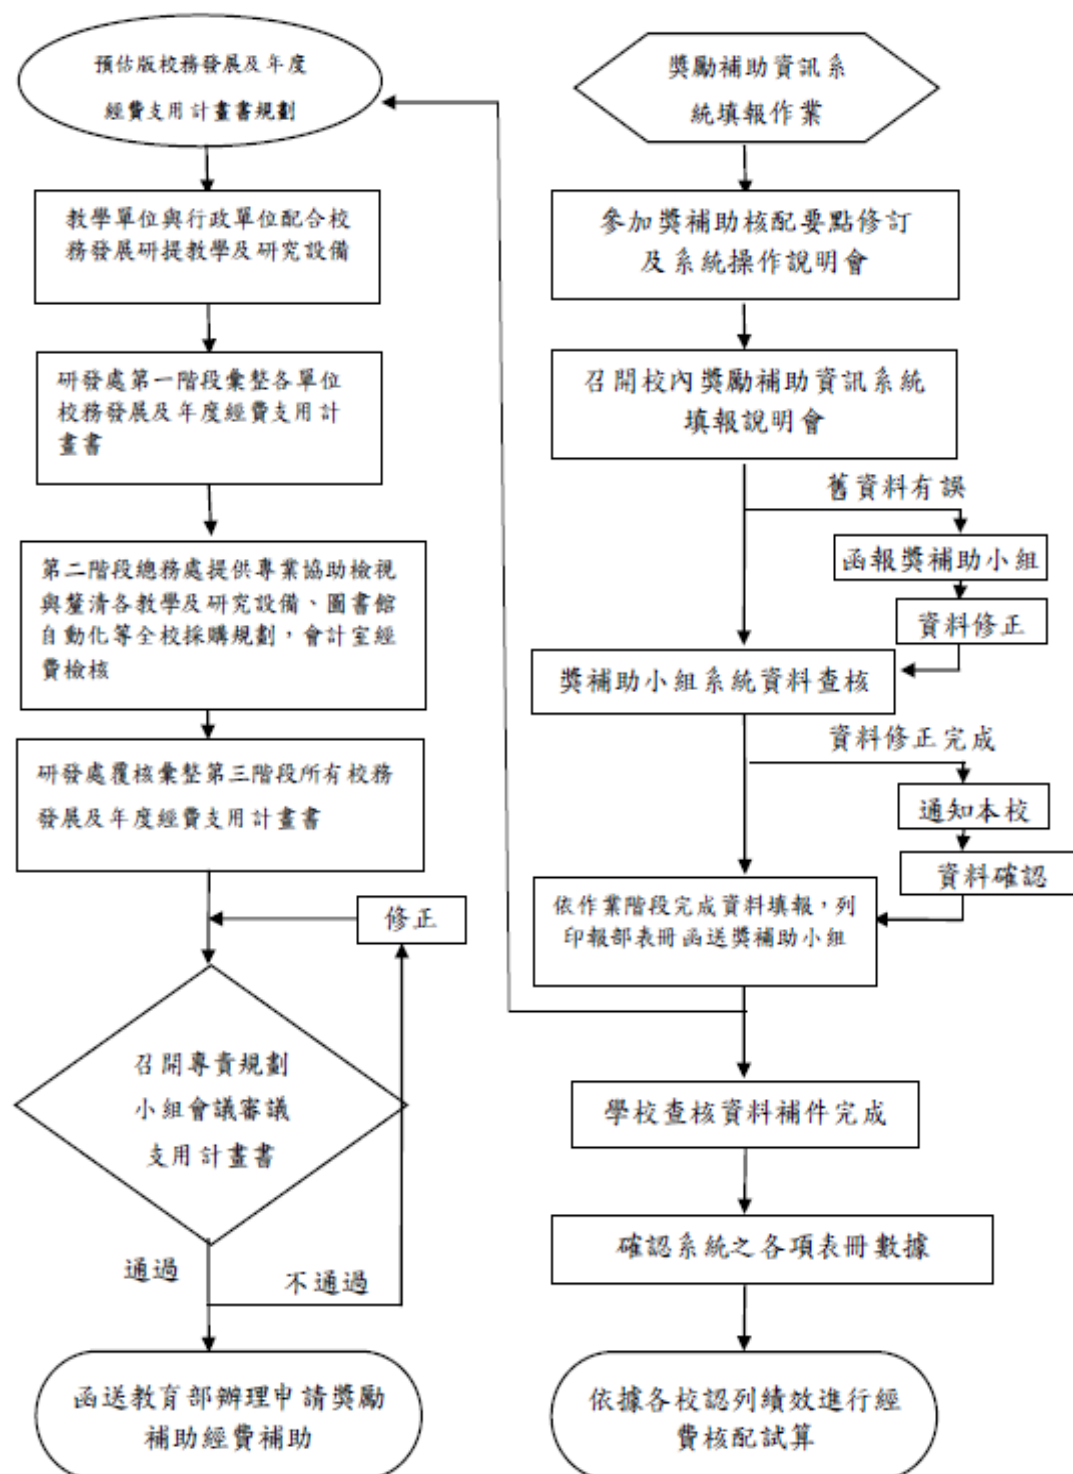 預估版校務發展及年度
經費支用計畫書規劃
教學單位與行政單位配合校
務發展研提教學及研究設備
研發處第一階段彙整各單位
校務發展及年度經費支用計
畫書
第二階段總務處提供專業協助檢視
與釐清各教學及研究設備、圖書館
自動化等全校採購規劃，會計室經
費檢核
研發處覆核彙整第三階段所有校務
發展及年度經費支用計畫書
修正
召開專責規劃
小組會議審議
支用計畫書
通過
不通過
函送教育部辦理申請獎勵
補助經費補助
獎勵補助資訊系
統填報作業
參加獎補助核配要點修訂
及系統操作說明會
召開校內獎勵補助資訊系統
填報說明會
舊資料有誤
函報獎補助小組
資料修正
獎補助小組系統資料查核
資料修正完成
通知本校
資料確認
依作業階段完成資料填報，列
印報部表冊函送獎補助小組
學校查核資料補件完成
確認系統之各項表冊數據
依據各校認列績效進行經
費核配試算